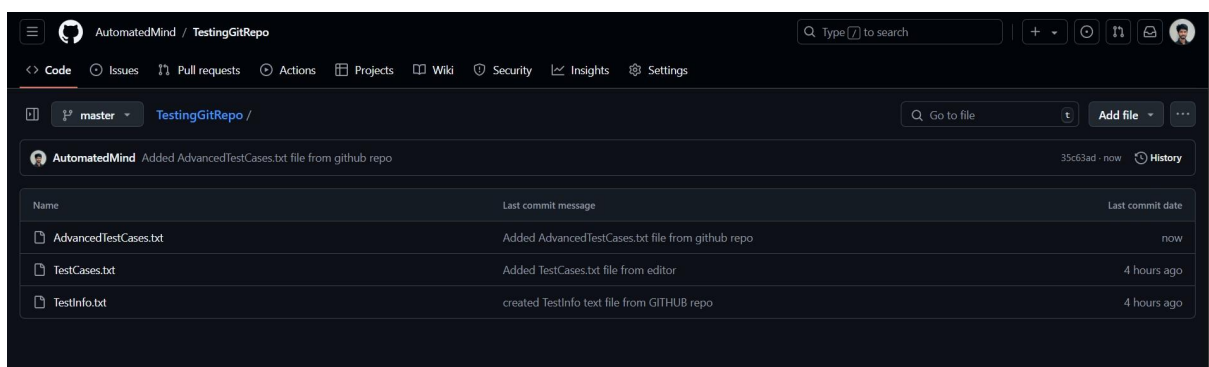 AutomatedMind / TestingGitRepo
Type / to search
Code Issues Pull requests Actions Projects Wiki Security Insights Settings
master TestingGitRepo / Go to file t Add file
AutomatedMind Added AdvancedTestCases.txt file from github repo 35c63ad · now History
Name Last commit message Last commit date
AdvancedTestCases.txt Added AdvancedTestCases.txt file from github repo now
TestCases.txt Added TestCases.txt file from editor 4 hours ago
TestInfo.txt created TestInfo text file from GITHUB repo 4 hours ago